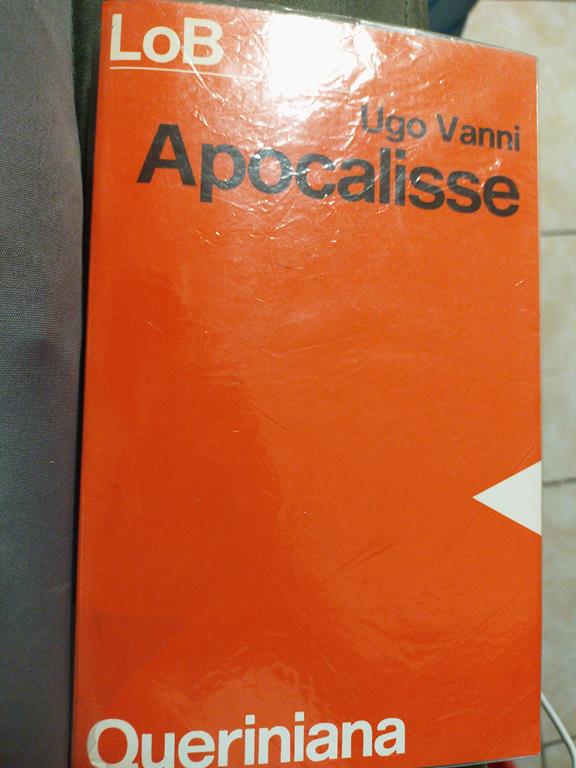 LoB
Ugo Vanni
Apocalisse
Queriniana